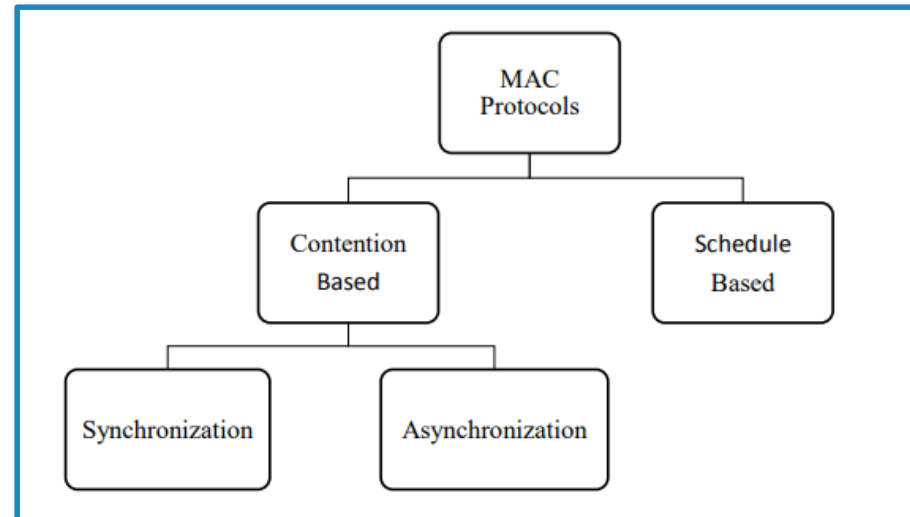 MAC
Protocols
Contention
Based
Schedule
Based
Synchronization
Asynchronization